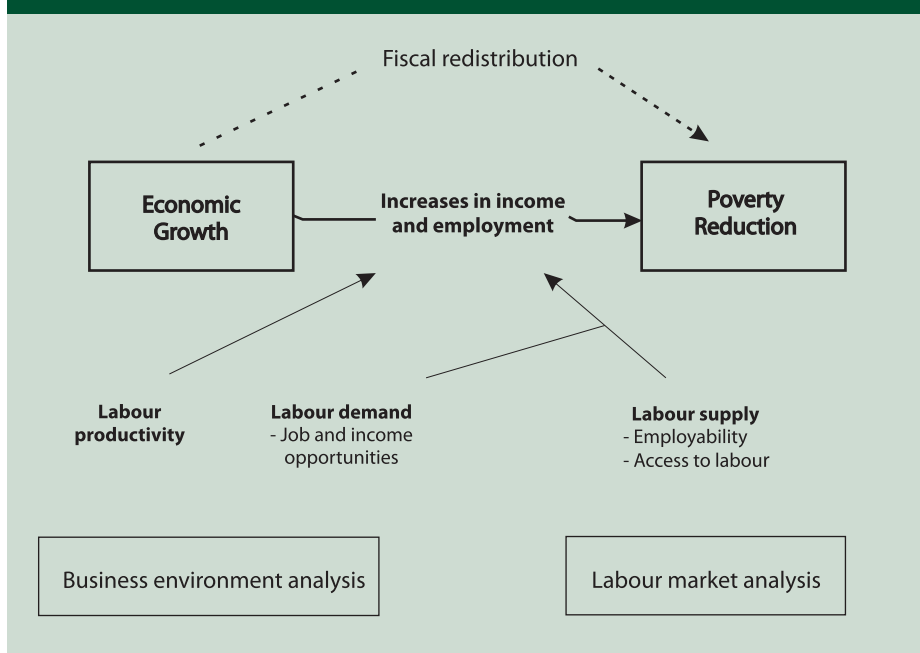 Fiscal redistribution
Economic
Growth
Increases in income
and employment
Poverty
Reduction
Labour
productivity
Labour demand
- Job and income
opportunities
Labour supply
- Employability
- Access to labour
Business environment analysis
Labour market analysis